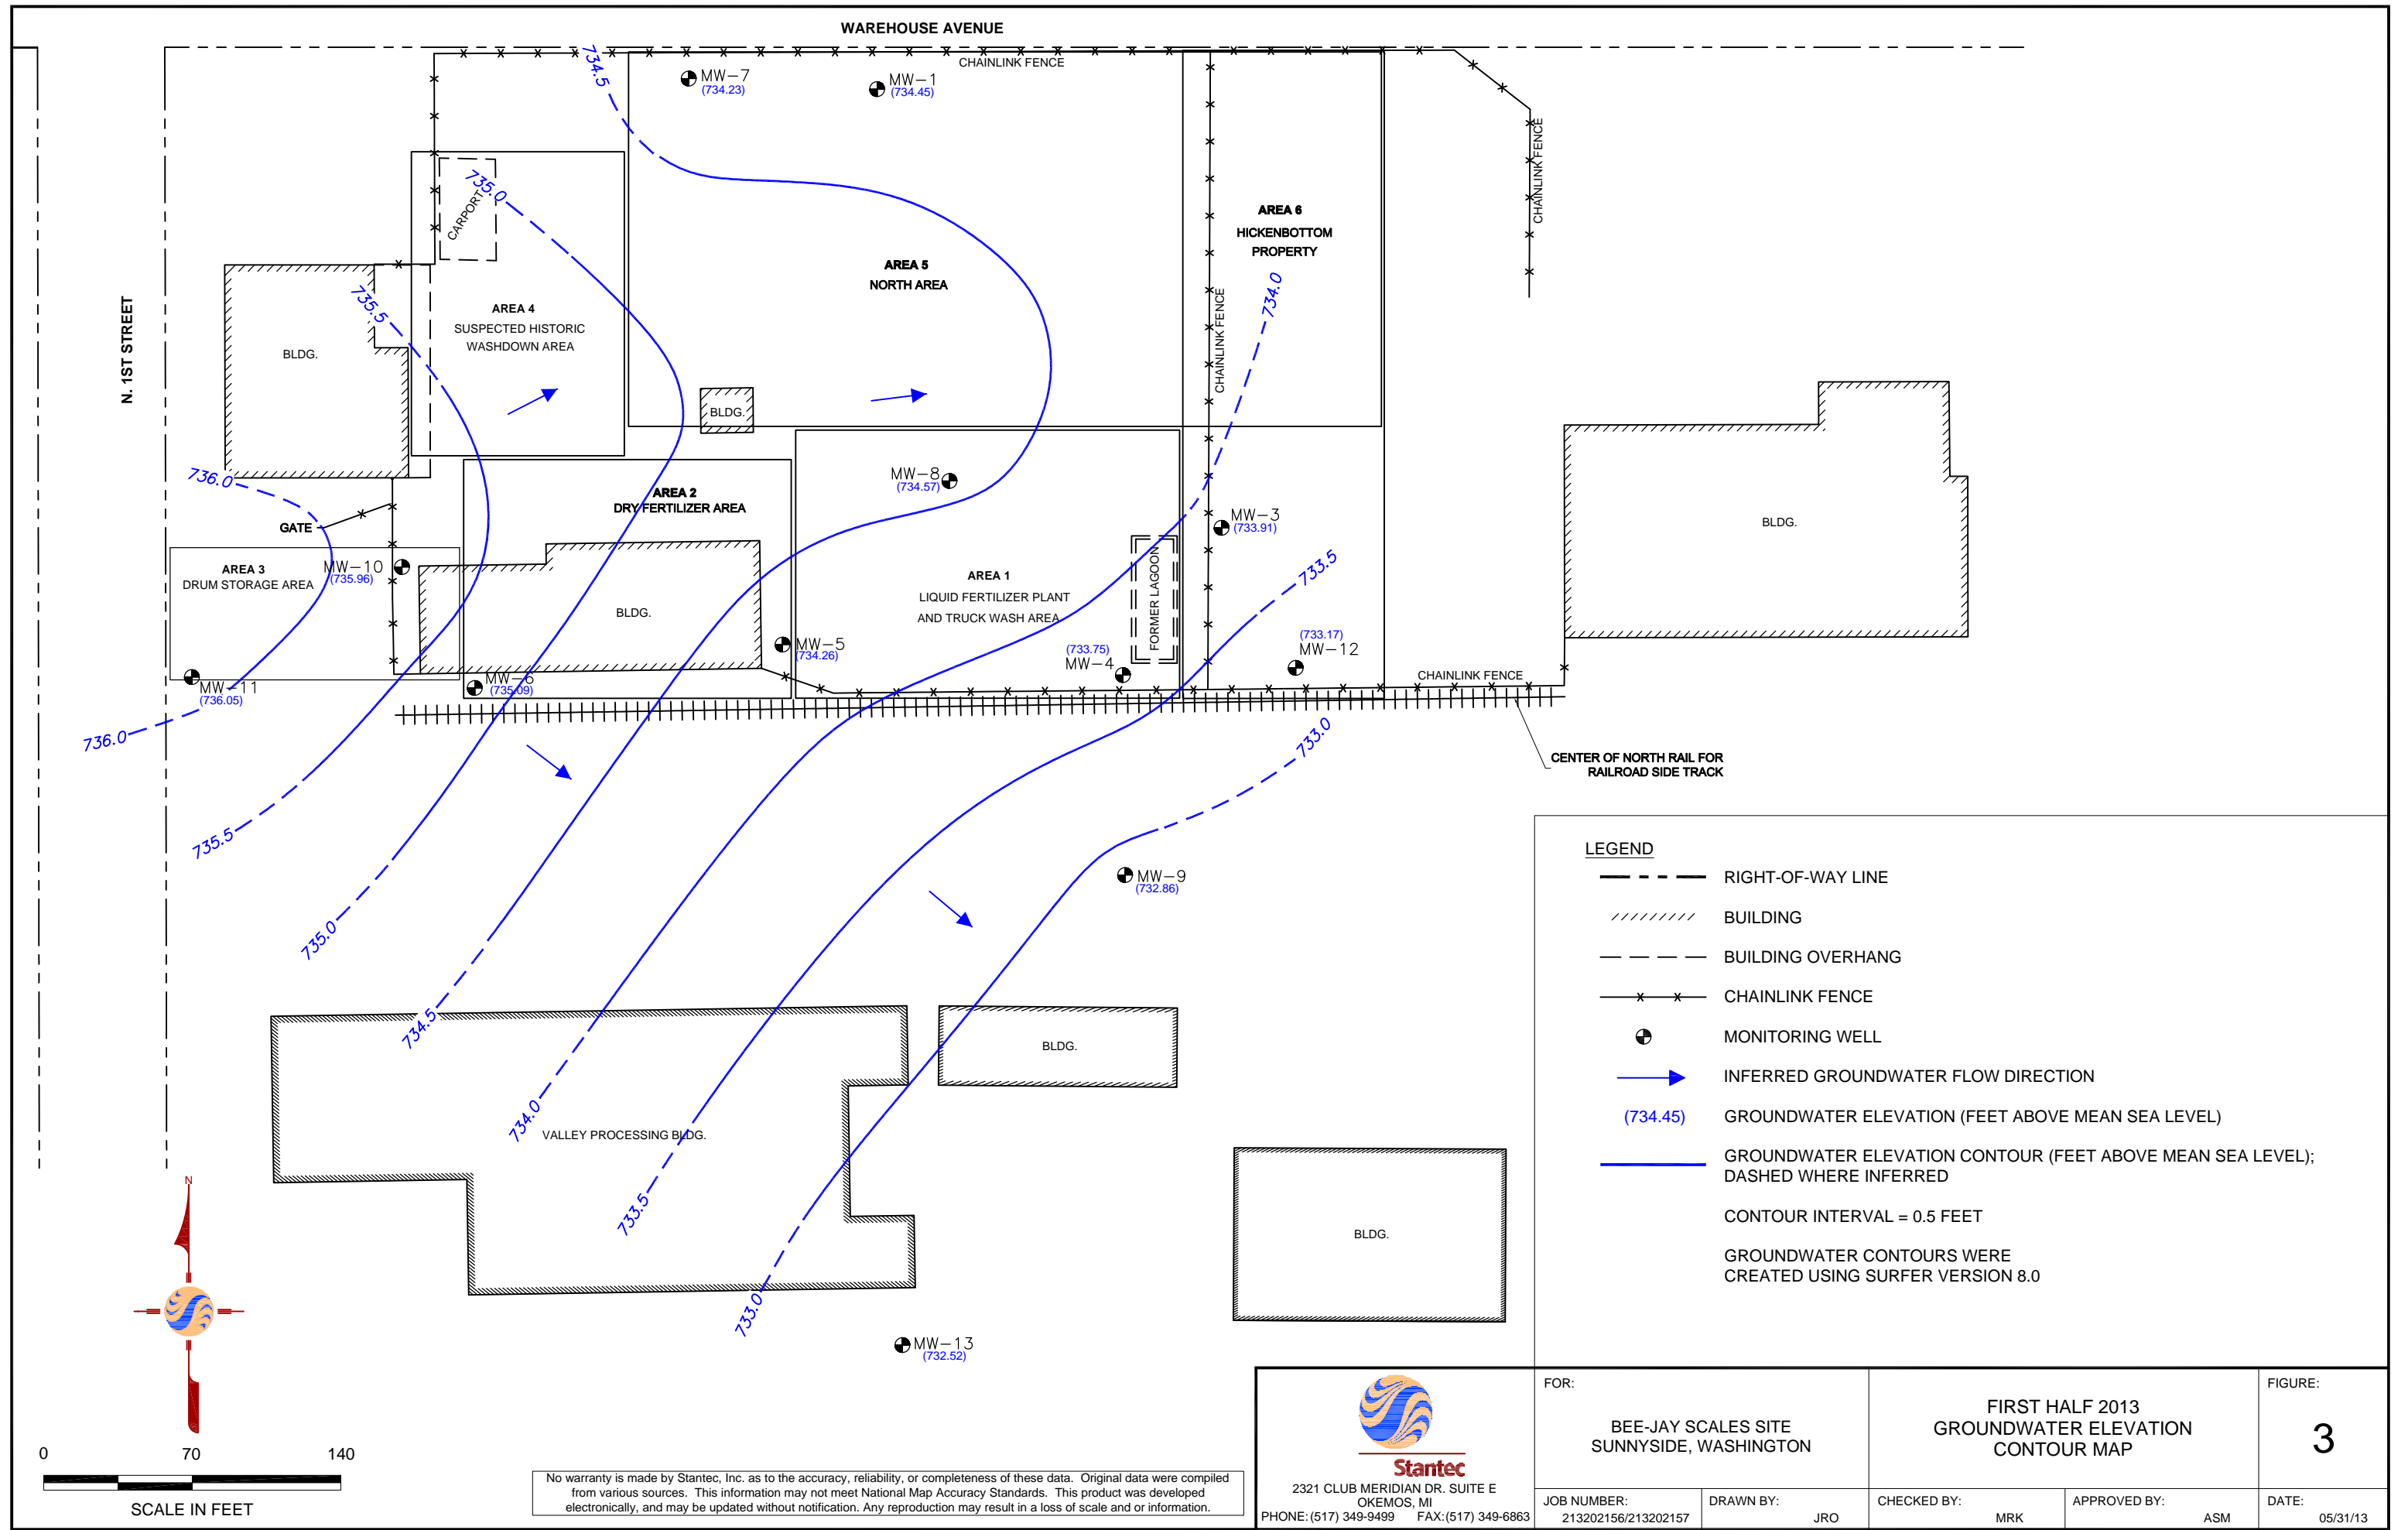 WAREHOUSE AVENUE
CHAINLINK FENCE
734.5
MW-7
(734.23)
MW-1
(734.45)
CHAINLINK FENCE
735.0
CARPORT
AREA 6
HICKENBOTTOM
PROPERTY
AREA 5
NORTH AREA
735.5
734.0
CHAINLINK FENCE
AREA 4
SUSPECTED HISTORIC
WASHDOWN AREA
N. 1ST STREET
BLDG.
BLDG.
736.0
MW-8
(734.57)
AREA 2
DRY FERTILIZER AREA
GATE
MW-3
(733.91)
BLDG.
AREA 3
DRUM STORAGE AREA
MW-10
(735.96)
AREA 1
LIQUID FERTILIZER PLANT
AND TRUCK WASH AREA
FORMER LAGOON
733.5
BLDG.
MW-5
(734.26)
(733.75)
MW-4
(733.17)
MW-12
CHAINLINK FENCE
MW-11
(736.05)
MW-6
(735.09)
736.0
733.0
CENTER OF NORTH RAIL FOR
RAILROAD SIDE TRACK
735.5
MW-9
(732.86)
735.0
734.5
BLDG.
734.0
VALLEY PROCESSING BLDG.
733.5
BLDG.
733.0
MW-13
(732.52)
LEGEND
RIGHT-OF-WAY LINE
BUILDING
BUILDING OVERHANG
CHAINLINK FENCE
MONITORING WELL
INFERRED GROUNDWATER FLOW DIRECTION
(734.45) GROUNDWATER ELEVATION (FEET ABOVE MEAN SEA LEVEL)
GROUNDWATER ELEVATION CONTOUR (FEET ABOVE MEAN SEA LEVEL);
DASHED WHERE INFERRED
CONTOUR INTERVAL = 0.5 FEET
GROUNDWATER CONTOURS WERE
CREATED USING SURFER VERSION 8.0
N
0 70 140
SCALE IN FEET
No warranty is made by Stantec, Inc. as to the accuracy, reliability, or completeness of these data. Original data were compiled
from various sources. This information may not meet National Map Accuracy Standards. This product was developed
electronically, and may be updated without notification. Any reproduction may result in a loss of scale and or information.
Stantec
2321 CLUB MERIDIAN DR. SUITE E
OKEMOS, MI
PHONE: (517) 349-9499 FAX:(517) 349-6863
FOR:
BEE-JAY SCALES SITE
SUNNYSIDE, WASHINGTON
FIRST HALF 2013
GROUNDWATER ELEVATION
CONTOUR MAP
FIGURE:
3
JOB NUMBER:
213202156/213202157
DRAWN BY:
JRO
CHECKED BY:
MRK
APPROVED BY:
ASM
DATE:
05/31/13